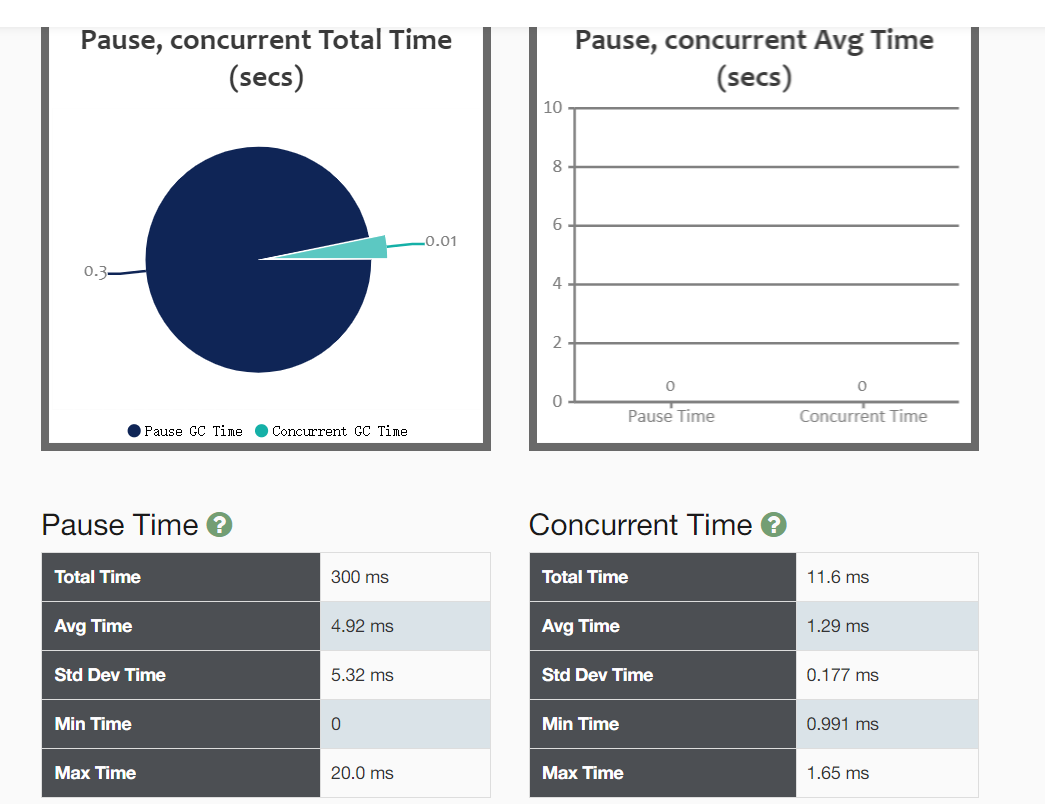 Pause, concurrent Total Time
(secs)
0.3
0.01
Pause GC Time Concurrent GC Time
Pause, concurrent Avg Time
(secs)
10
8
6
4
2
0
0 0
Pause Time Concurrent Time
Pause Time ?
Total Time 300 ms
Avg Time 4.92 ms
Std Dev Time 5.32 ms
Min Time 0
Max Time 20.0 ms
Concurrent Time ?
Total Time 11.6 ms
Avg Time 1.29 ms
Std Dev Time 0.177 ms
Min Time 0.991 ms
Max Time 1.65 ms